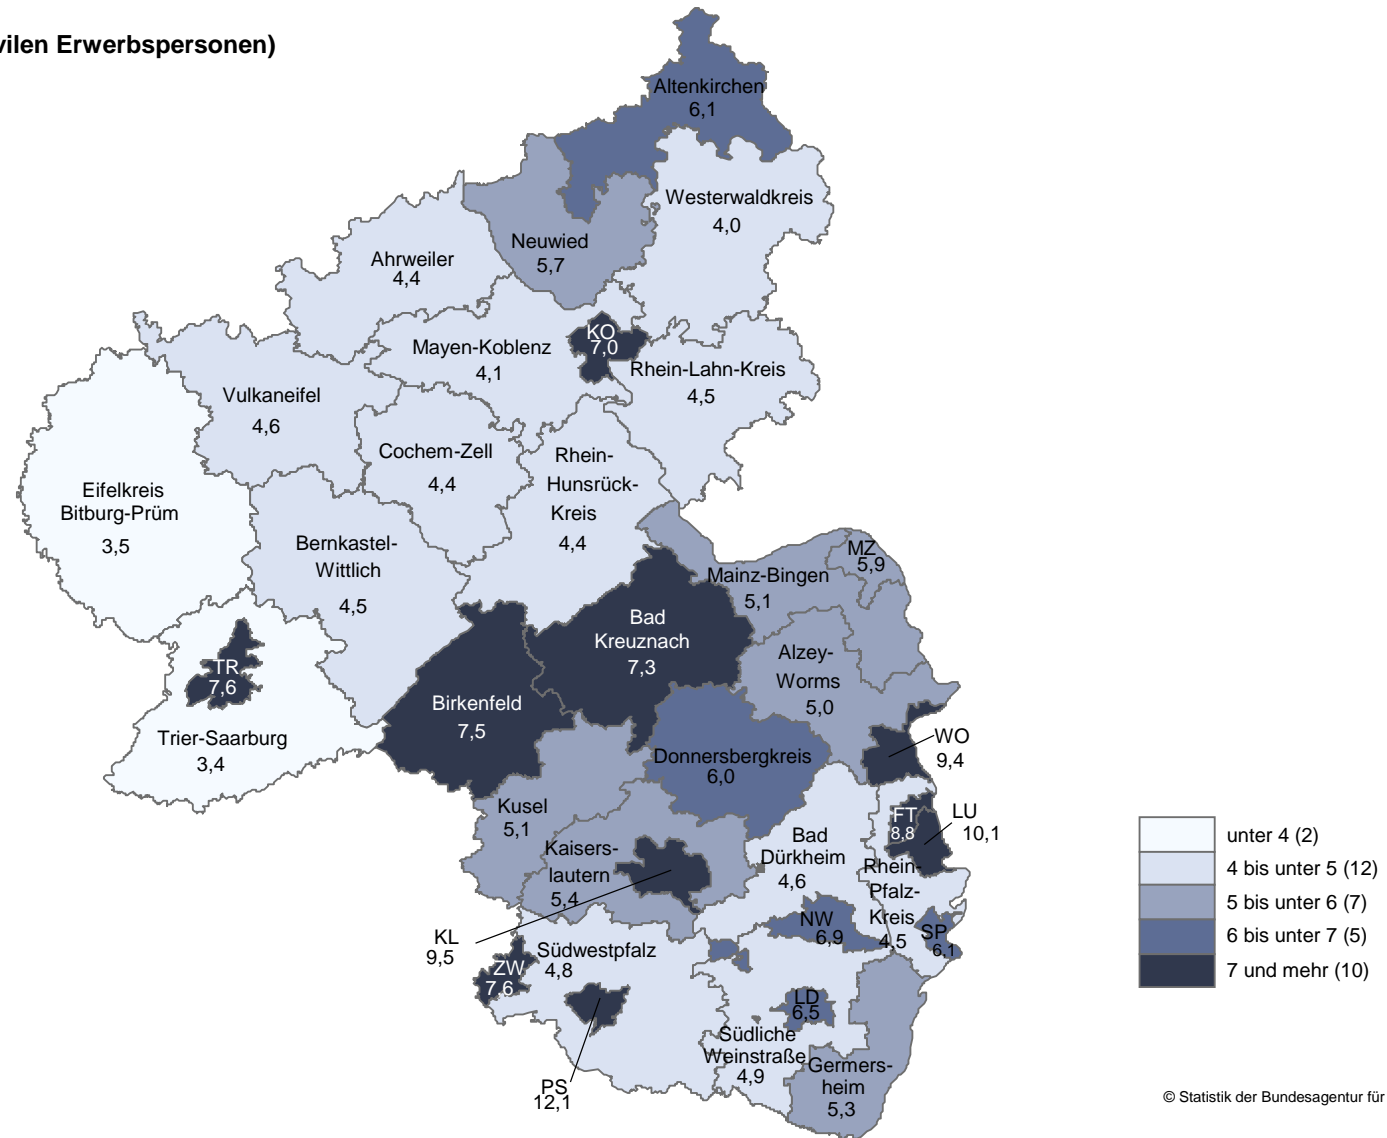 vilen Erwerbspersonen)
Altenkirchen
6,1
Westerwaldkreis
4,0
Neuwied
5,7
Ahrweiler
4,4
KO
7,0
Mayen-Koblenz
4,1
Rhein-Lahn-Kreis
4,5
Vulkaneifel
4,6
Cochem-Zell
4,4
Rhein-
Hunsrück-
Kreis
4,4
Eifelkreis
Bitburg-Prüm
3,5
Bernkastel-
Wittlich
4,5
MZ
5,9
Mainz-Bingen
5,1
Bad
Kreuznach
7,3
Alzey-
Worms
5,0
TR
7,6
Birkenfeld
7,5
Trier-Saarburg
3,4
WO
9,4
Donnersbergkreis
6,0
Kusel
5,1
FT
8,8
LU
10,1
Bad
Dürkheim
4,6
Kaisers-
lautern
5,4
Rhein-
Pfalz-
Kreis
4,5
NW
6,9
SP
6,1
KL
9,5
Südwestpfalz
4,8
ZW
7,6
LD
6,5
Südliche
Weinstraße
4,9
Germers-
heim
5,3
PS
12,1
unter 4 (2)
4 bis unter 5 (12)
5 bis unter 6 (7)
6 bis unter 7 (5)
7 und mehr (10)
© Statistik der Bundesagentur für